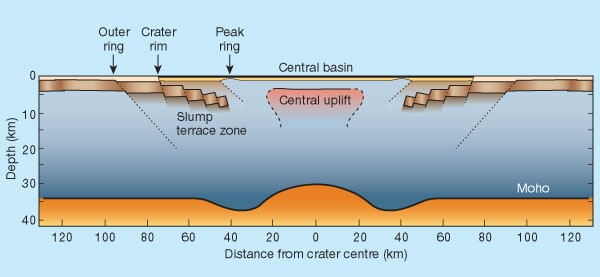 Outer
ring
Crater
rim
Peak
ring
Central basin
0
10
20
30
40
Depth (km)
Slump
terrace zone
Central uplift
Moho
120 100 80 60 40 20 0 20 40 60 80 100 120
Distance from crater centre (km)